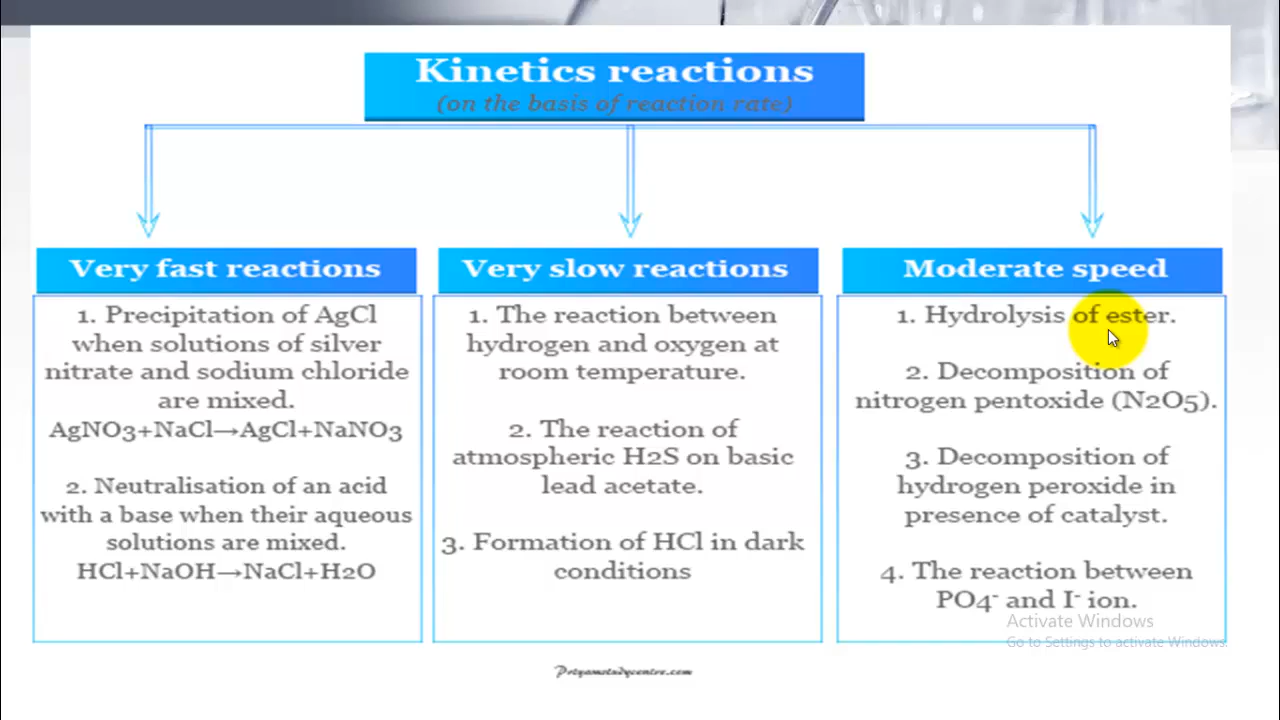 Kinetics reactions
(on the basis of reaction rate)
Very fast reactions
1. Precipitation of AgCl
when solutions of silver
nitrate and sodium chloride
are mixed.
AgNO3+NaCl→AgCl+NaNO3
2. Neutralisation of an acid
with a base when their aqueous
solutions are mixed.
HCl+NaOH→NaCl+H2O
Very slow reactions
1. The reaction between
hydrogen and oxygen at
room temperature.
2. The reaction of
atmospheric H2S on basic
lead acetate.
3. Formation of HCl in dark
conditions
Moderate speed
1. Hydrolysis of ester.
2. Decomposition of
nitrogen pentoxide (N2O5).
3. Decomposition of
hydrogen peroxide in
presence of catalyst.
4. The reaction between
PO4⁻ and I⁻ ion.
Activate Windows
Go to Settings to activate Windows.
Priyamstudycentre.com